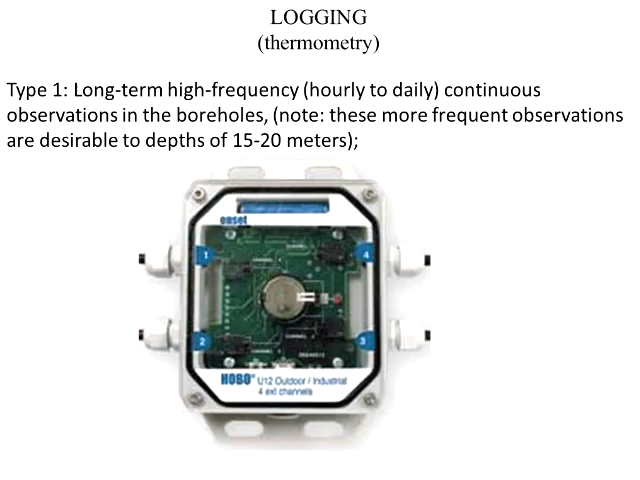 LOGGING
(thermometry)
Type 1: Long-term high-frequency (hourly to daily) continuous
observations in the boreholes, (note: these more frequent observations
are desirable to depths of 15-20 meters);
onset
1
4
2
3
HOBO® U12 Outdoor / Industrial
4 ext channels